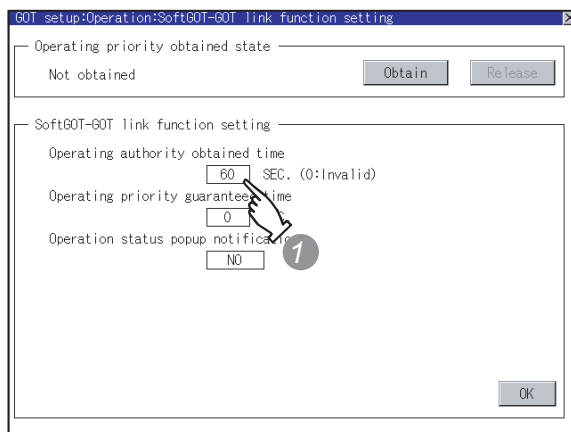 GOT setup:Operation:SoftGOT-GOT link function setting
Operating priority obtained state
Not obtained
Obtain
Release
SoftGOT-GOT link function setting
Operating authority obtained time
60 SEC. (0:Invalid)
Operating priority guarantee time
0
Operation status popup
NO
1
OK